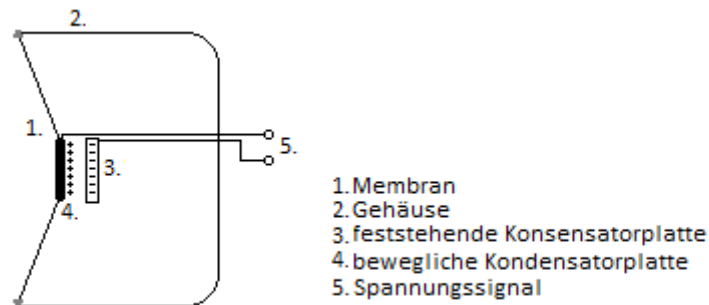 2.
1.
5.
3.
4.
1. Membran
2. Gehäuse
3. feststehende Konsensatorplatte
4. bewegliche Kondensatorplatte
5. Spannungssignal